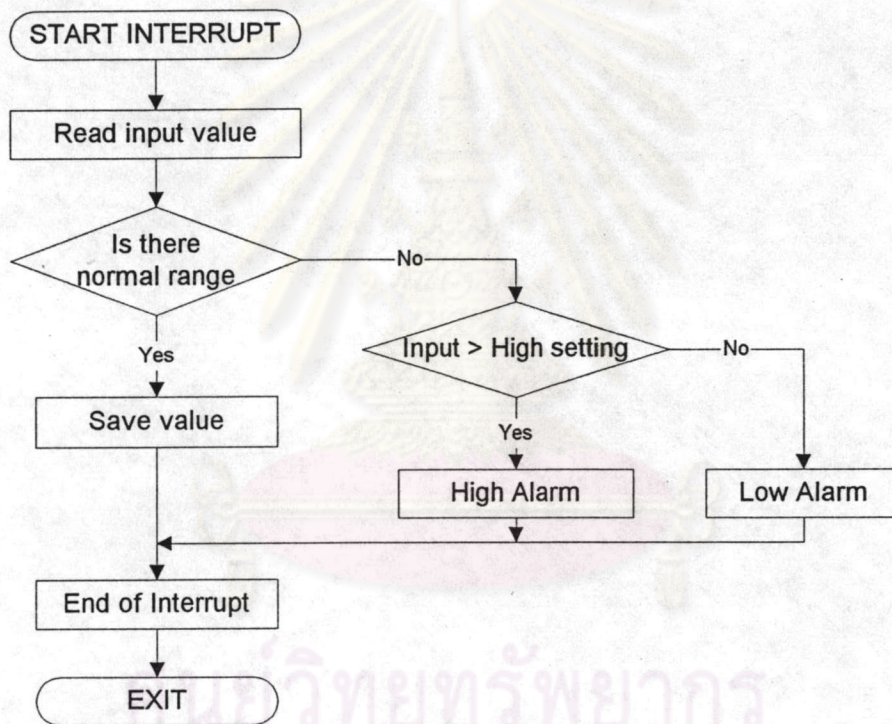 START INTERRUPT
Read input value
Is there
normal range
No
Yes
Input > High setting
No
Save value
Yes
High Alarm
Low Alarm
End of Interrupt
EXIT
ศูนย์วิทยทรัพยากร